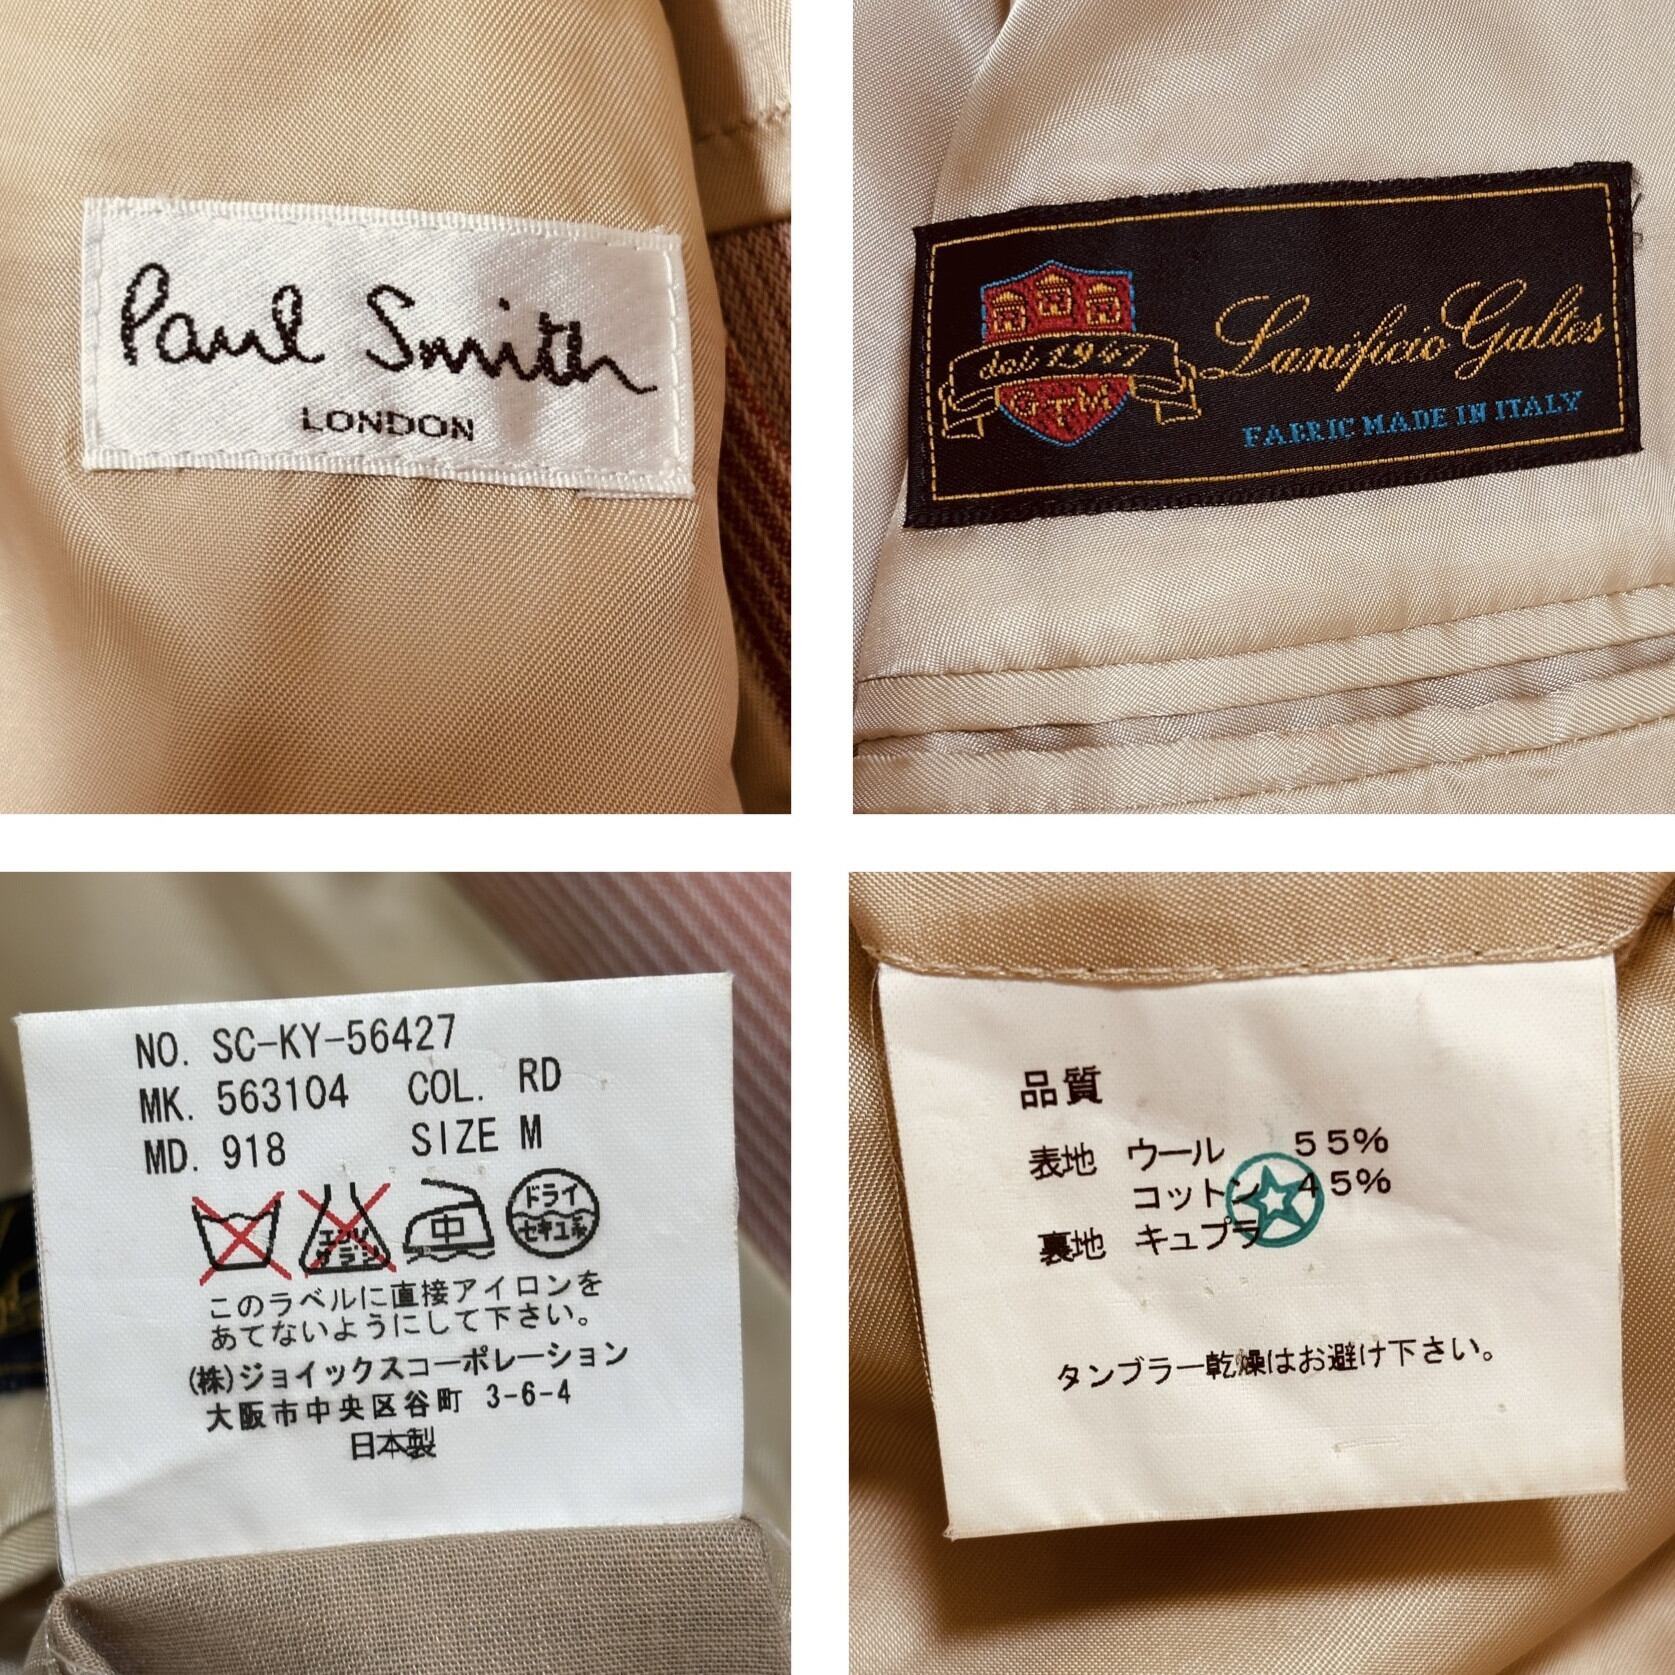 Paul Smith
LONDON
dal 1947
GTM
Lanificio Galtes
FABRIC MADE IN ITALY
NO. SC-KY-56427
MK. 563104 COL. RD
MD. 918 SIZE M
エンソ
サラシ
中
ドライ
セキユ系
このラベルに直接アイロンを
あてないようにして下さい。
(株)ジョイックスコーポレーション
大阪市中央区谷町 3-6-4
日本製
品質
表地 ウール 55%
コットン 45%
裏地 キュプラ
タンブラー乾燥はお避け下さい。